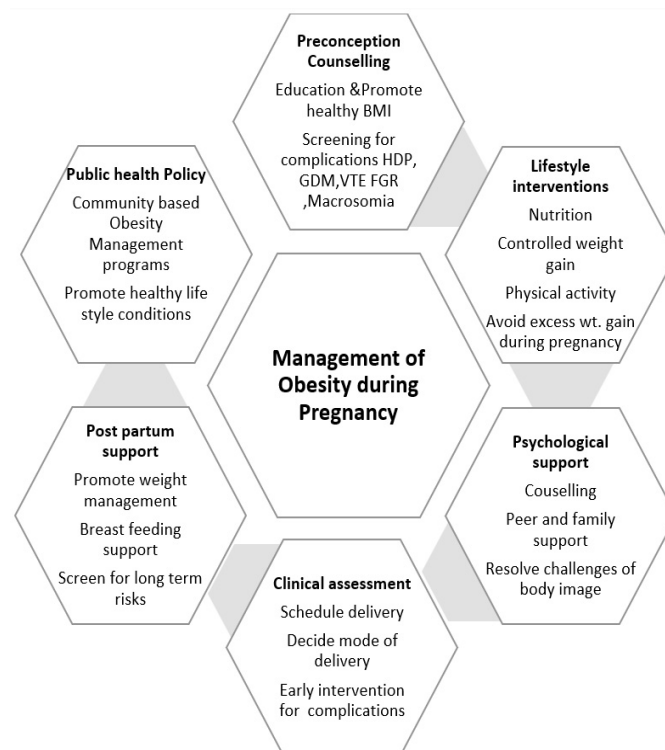 Preconception
Counselling
Education &Promote
healthy BMI
Screening for
complications HDP,
GDM,VTE FGR
,Macrosomia
Lifestyle
interventions
Nutrition
Controlled weight
gain
Physical activity
Avoid excess wt. gain
during pregnancy
Psychological
support
Couselling
Peer and family
support
Resolve challenges of
body image
Clinical assessment
Schedule delivery
Decide mode of
delivery
Early intervention
for complications
Post partum
support
Promote weight
management
Breast feeding
support
Screen for long term
risks
Public health Policy
Community based
Obesity
Management
programs
Promote healthy life
style conditions
Management of
Obesity during
Pregnancy